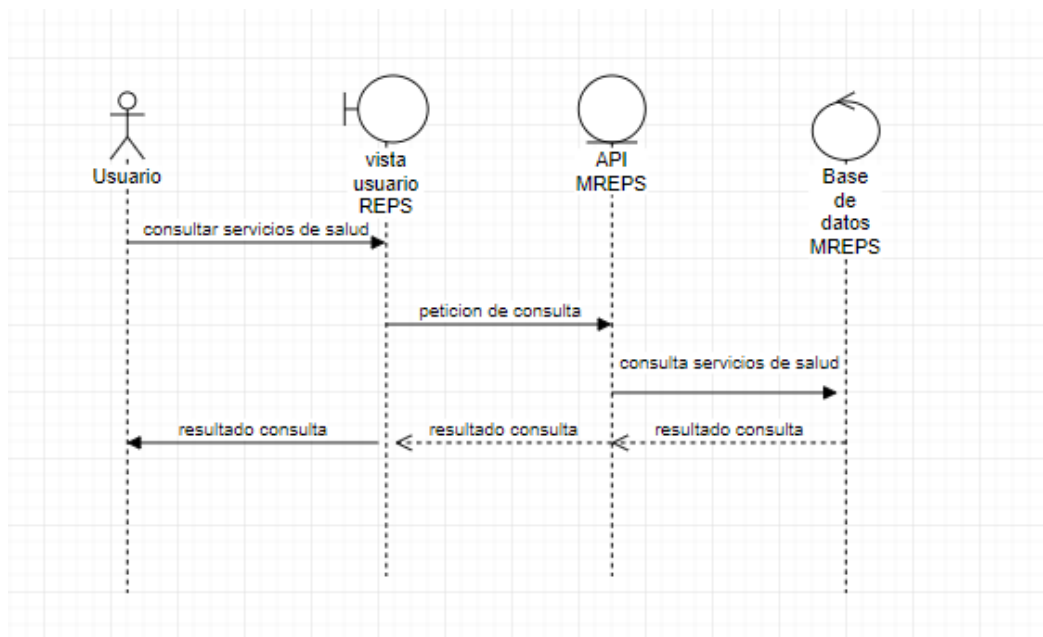 Usuario
vista
usuario
REPS
API
MREPS
Base
de
datos
MREPS
consultar servicios de salud
peticion de consulta
consulta servicios de salud
resultado consulta
resultado consulta
resultado consulta